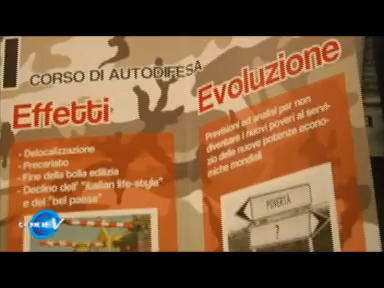 CORSO DI AUTODIFESA
Effetti
- Delocalizzazione
- Precariato
- Fine della bolla edilizia
- Declino dell' "italian life-style"
e del "bel paese"
Evoluzione
Previsioni ed analisi per non
diventare i nuovi poveri al servi-
zio delle nuove potenze econo-
miche mondiali
POVERTÀ
?